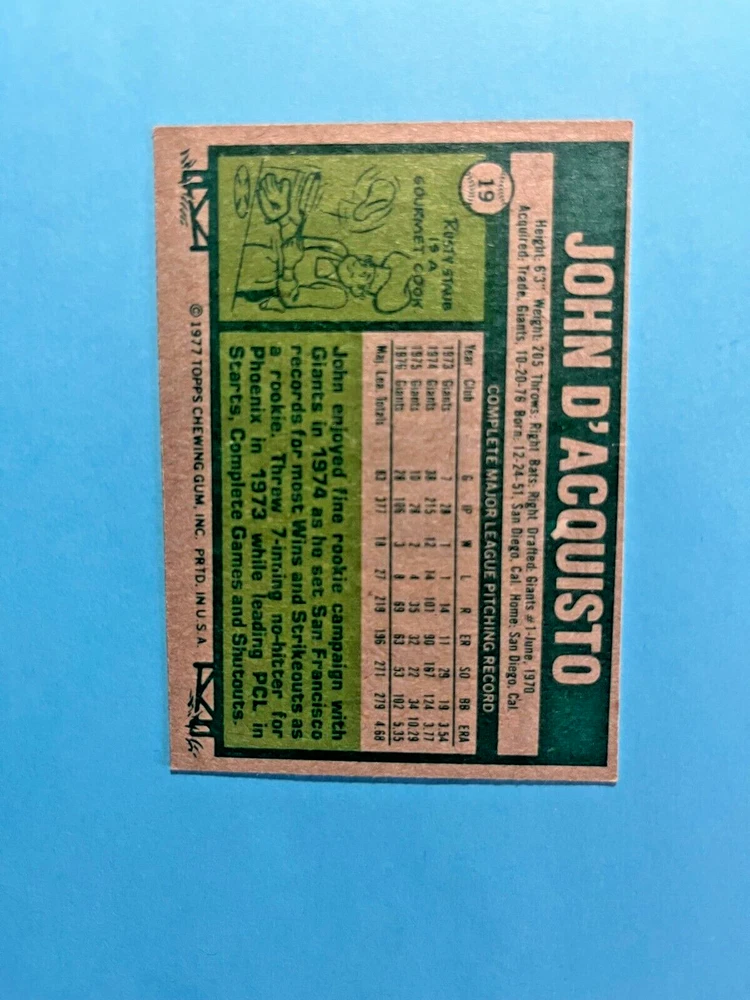 JOHN D'ACQUISTO
19
Height: 6'3" Weight: 205 Throws: Right Bats: Right Drafted: Giants #1-June, 1970
Acquired: Trade, Giants, 10-20-76 Born: 12-24-51, San Diego, Cal. Home: San Diego, Cal.
COMPLETE MAJOR LEAGUE PITCHING RECORD
Year Club G IP W L R ER SO BB ERA
1973 Giants 7 28 1 1 14 11 29 19 3.54
1974 Giants 38 215 12 14 101 90 167 124 3.77
1975 Giants 10 28 2 4 35 32 22 34 10.29
1976 Giants 28 106 3 8 69 63 53 102 5.35
Maj. Lea. Totals 83 377 18 27 219 196 271 279 4.68
RUSTY STAUB
IS A
GOURMET COOK
John enjoyed fine rookie campaign with
Giants in 1974 as he set San Francisco
records for most Wins and Strikeouts as
a rookie. Threw 7-inning no-hitter for
Phoenix in 1973 while leading PCL in
Starts, Complete Games and Shutouts.
© 1977 TOPPS CHEWING GUM, INC. PRTD. IN U.S.A.